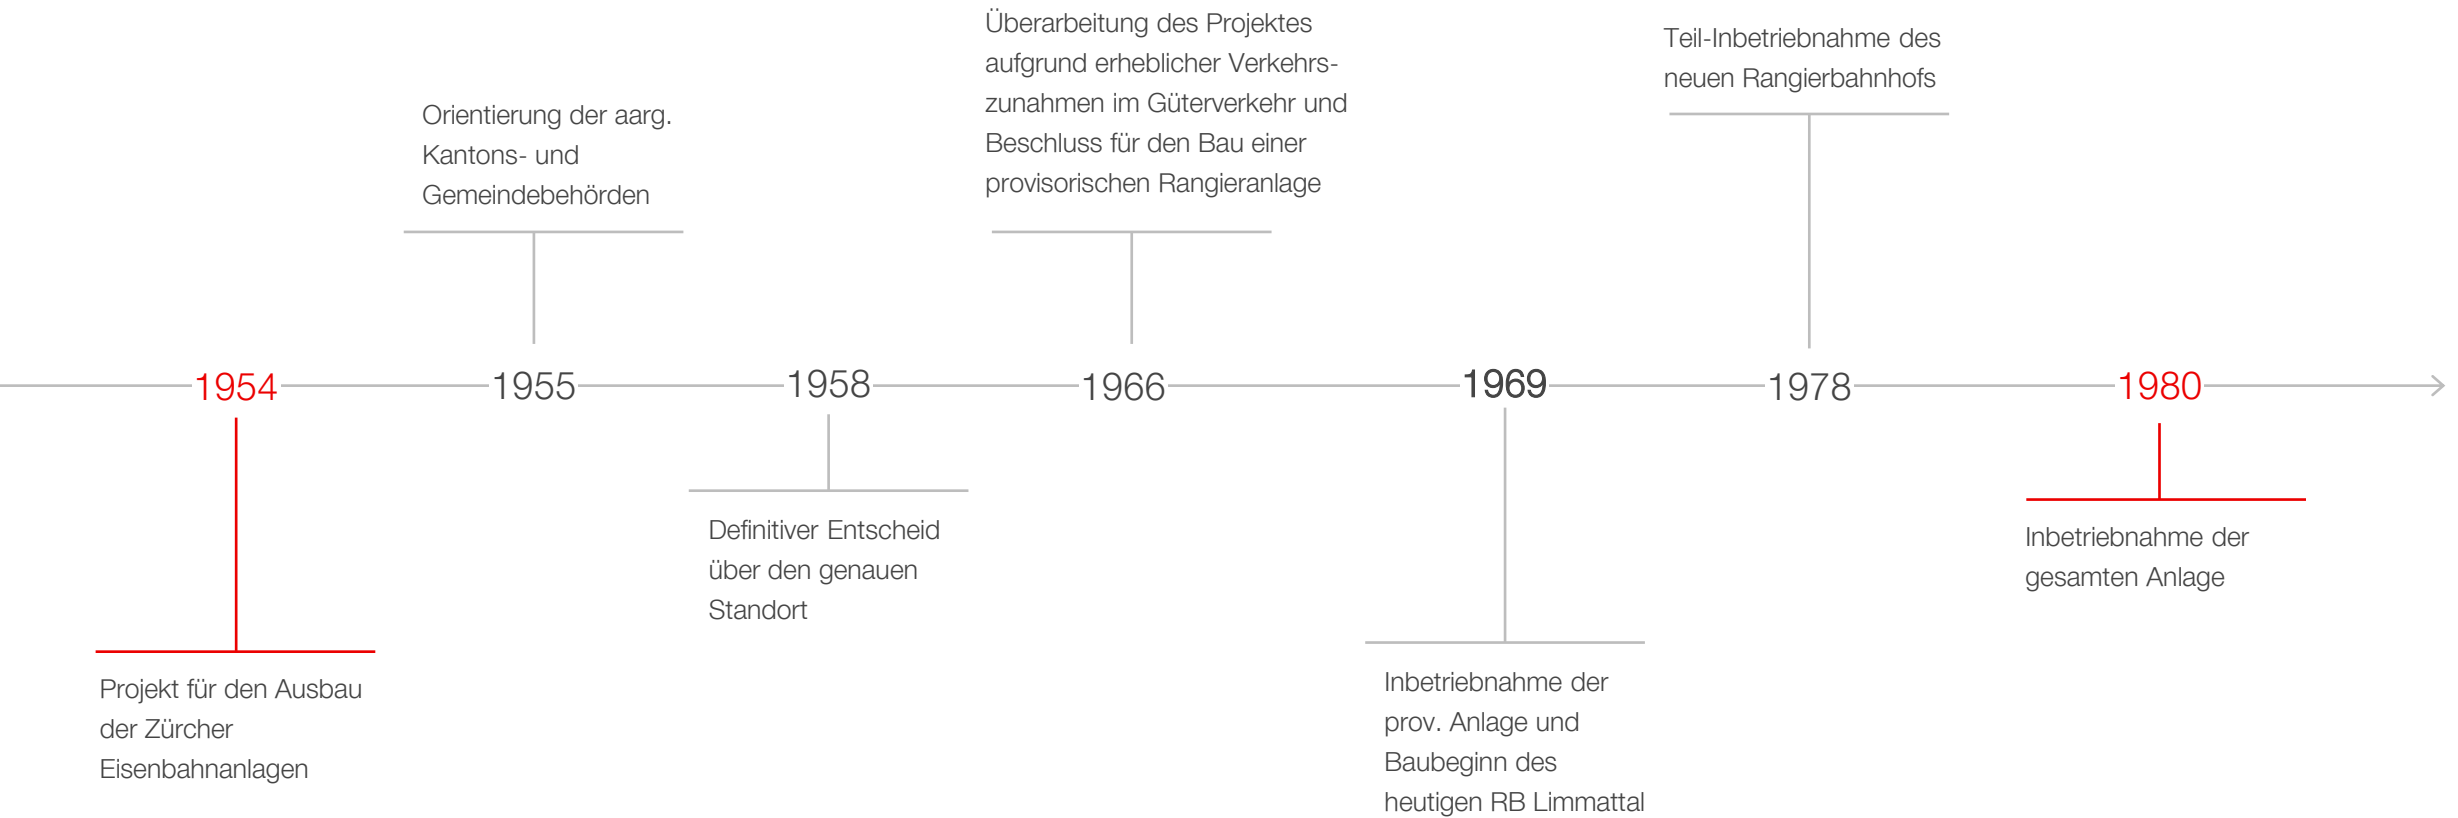 1954
Projekt für den Ausbau
der Zürcher
Eisenbahnanlagen
Orientierung der aarg.
Kantons- und
Gemeindebehörden
1955
1958
Definitiver Entscheid
über den genauen
Standort
Überarbeitung des Projektes
aufgrund erheblicher Verkehrs-
zunahmen im Güterverkehr und
Beschluss für den Bau einer
provisorischen Rangieranlage
1966
1969
Inbetriebnahme der
prov. Anlage und
Baubeginn des
heutigen RB Limmattal
Teil-Inbetriebnahme des
neuen Rangierbahnhofs
1978
1980
Inbetriebnahme der
gesamten Anlage